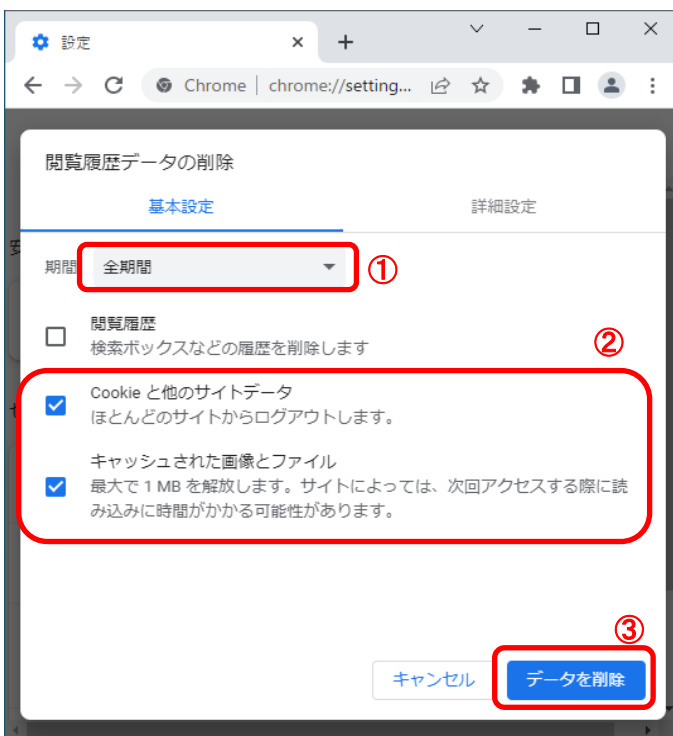 設定
Chrome | chrome://setting...
閲覧履歴データの削除
基本設定 詳細設定
期間 全期間 ①
閲覧履歴
検索ボックスなどの履歴を削除します
②
Cookie と他のサイトデータ
ほとんどのサイトからログアウトします。
キャッシュされた画像とファイル
最大で 1 MB を解放します。サイトによっては、次回アクセスする際に読
み込みに時間がかかる可能性があります。
③
キャンセル データを削除